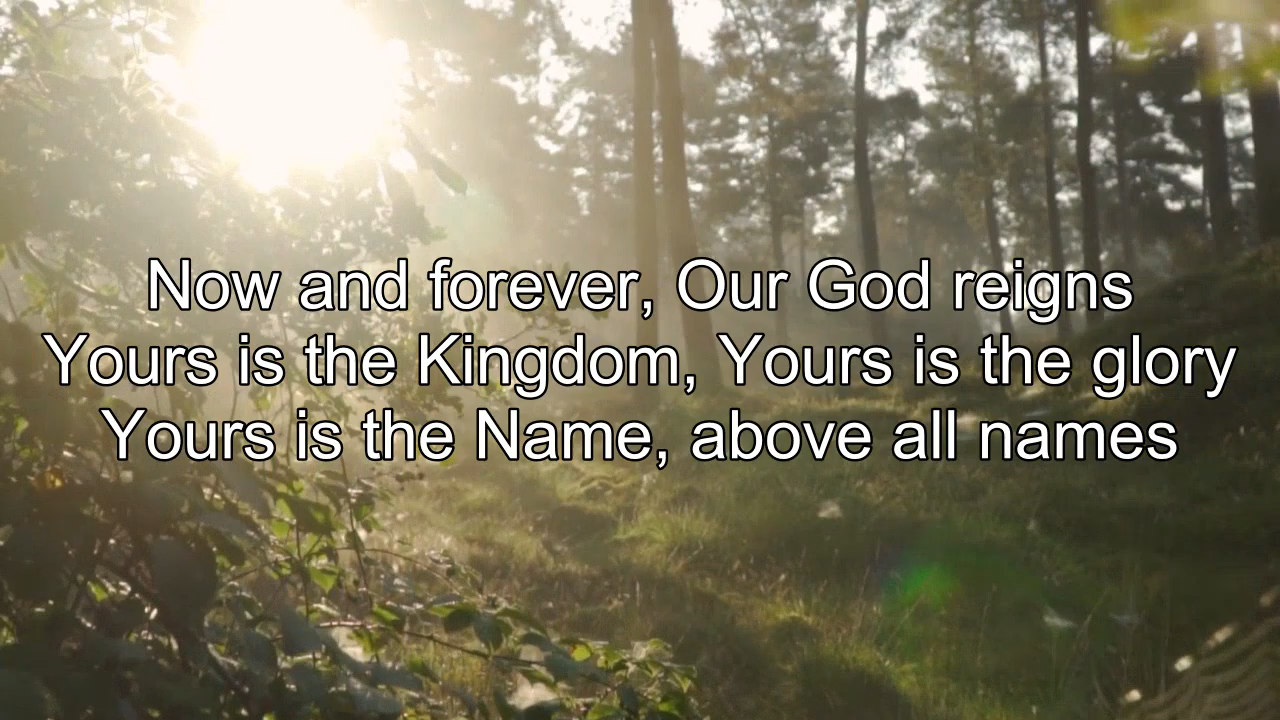 Now and forever, Our God reigns
Yours is the Kingdom, Yours is the glory
Yours is the Name, above all names